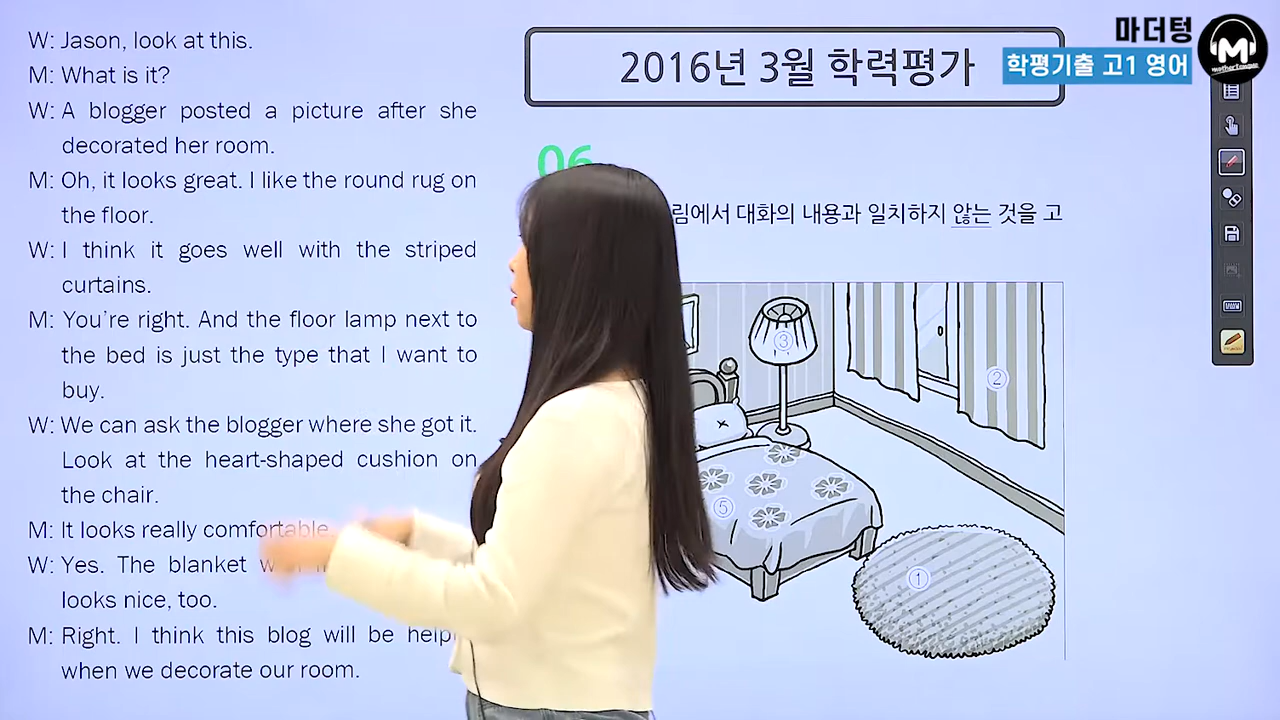 W: Jason, look at this.
M: What is it?
W: A blogger posted a picture after she
decorated her room.
M: Oh, it looks great. I like the round rug on
the floor.
W: I think it goes well with the striped
curtains.
M: You're right. And the floor lamp next to
the bed is just the type that I want to
buy.
W: We can ask the blogger where she got it.
Look at the heart-shaped cushion on
the chair.
M: It looks really comfortable.
W: Yes. The blanket
looks nice, too.
M: Right. I think this blog will be
when we decorate our room.
2016년 3월 학력평가
마더텅
학평기출 고1 영어
M
06
대화의 내용과 일치하지 않는 것을 고
③
②
⑤
①